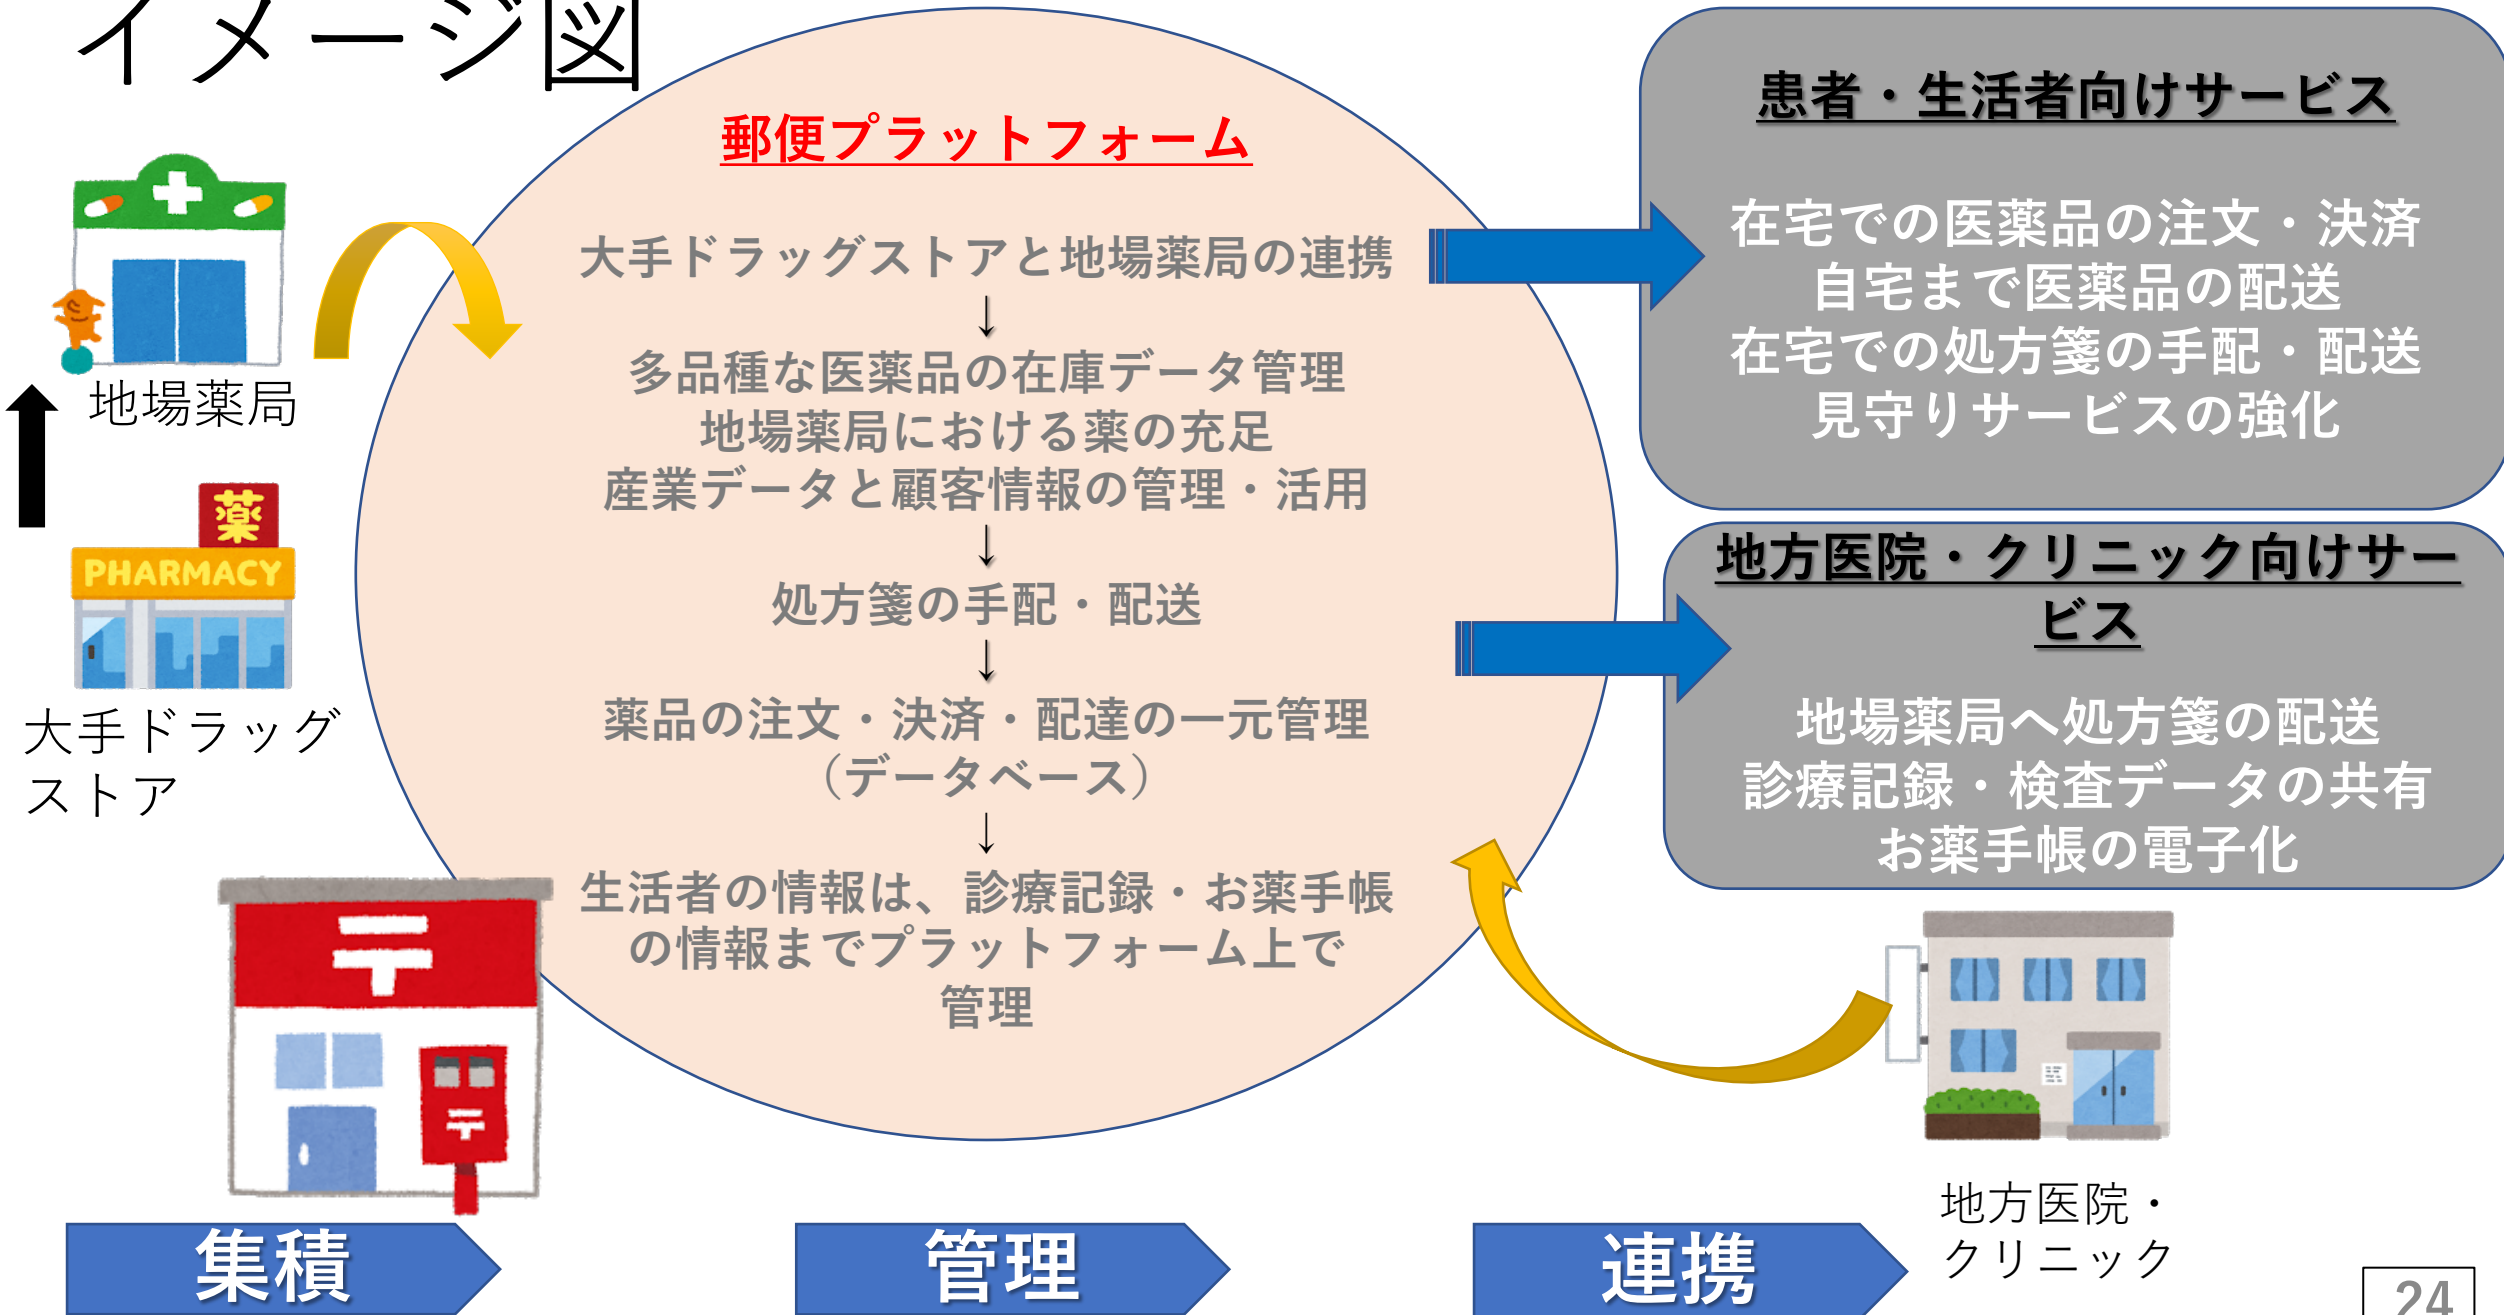 イメージ図
郵便プラットフォーム
大手ドラッグストアと地場薬局の連携
↓
多品種な医薬品の在庫データ管理
地場薬局における薬の充足
産業データと顧客情報の管理・活用
↓
処方箋の手配・配送
↓
薬品の注文・決済・配達の一元管理
（データベース）
↓
生活者の情報は、診療記録・お薬手帳
の情報までプラットフォーム上で
管理
地場薬局
薬
PHARMACY
大手ドラッグ
ストア
患者・生活者向けサービス
在宅での医薬品の注文・決済
自宅まで医薬品の配送
在宅での処方箋の手配・配送
見守りサービスの強化
地方医院・クリニック向けサー
ビス
地場薬局へ処方箋の配送
診療記録・検査データの共有
お薬手帳の電子化
〒
〒
地方医院・
クリニック
集積
管理
連携
24